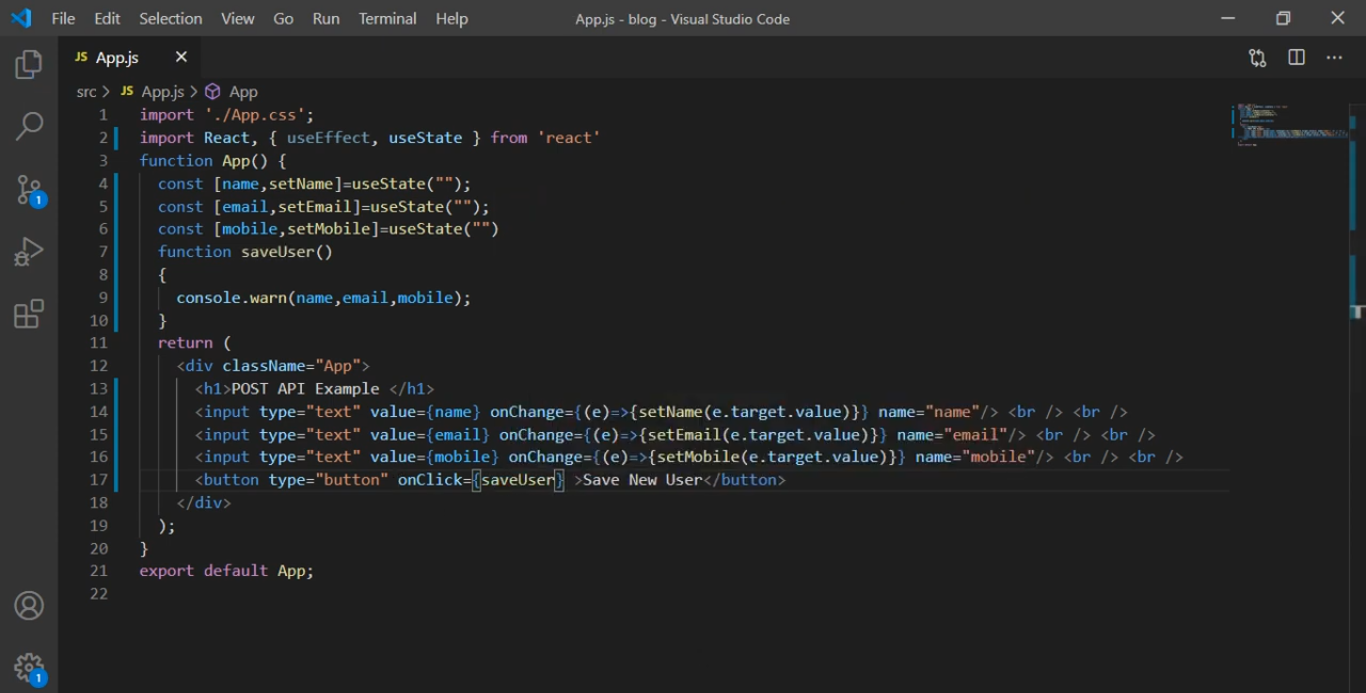 File Edit Selection View Go Run Terminal Help App.js - blog - Visual Studio Code
JS App.js
src > JS App.js > App
1 import './App.css';
2 import React, { useEffect, useState } from 'react'
3 function App() {
4 const [name,setName]=useState("");
5 const [email,setEmail]=useState("");
6 const [mobile,setMobile]=useState("")
7 function saveUser()
8 {
9 console.warn(name,email,mobile);
10 }
11 return (
12 <div className="App">
13 <h1>POST API Example </h1>
14 <input type="text" value={name} onChange={(e)=>{setName(e.target.value)}} name="name"/> <br /> <br />
15 <input type="text" value={email} onChange={(e)=>{setEmail(e.target.value)}} name="email"/> <br /> <br />
16 <input type="text" value={mobile} onChange={(e)=>{setMobile(e.target.value)}} name="mobile"/> <br /> <br />
17 <button type="button" onClick={saveUser} >Save New User</button>
18 </div>
19 );
20 }
21 export default App;
22
1
1